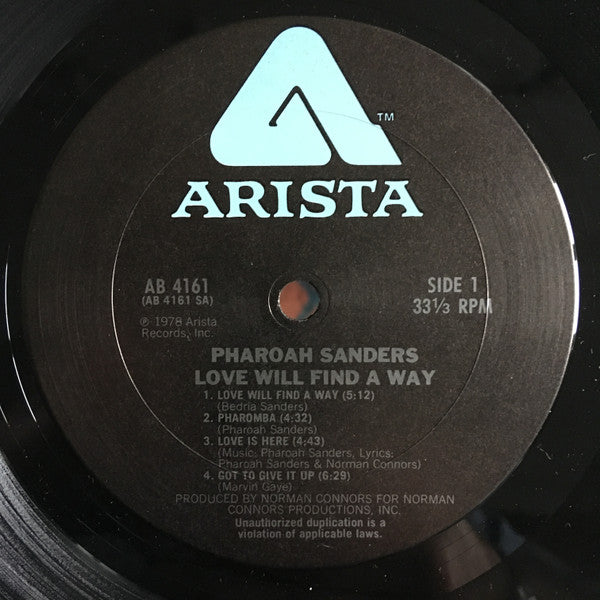 TM
ARISTA
AB 4161
(AB 4161 SA)
SIDE 1
33⅓ RPM
℗ 1978 Arista
Records, Inc.
PHAROAH SANDERS
LOVE WILL FIND A WAY
1. LOVE WILL FIND A WAY (5:12)
(Bedria Sanders)
2. PHAROMBA (4:32)
(Pharoah Sanders)
3. LOVE IS HERE (4:43)
(Music: Pharoah Sanders, Lyrics:
Pharoah Sanders & Norman Connors)
4. GOT TO GIVE IT UP (6:29)
(Marvin Gaye)
PRODUCED BY NORMAN CONNORS FOR NORMAN
CONNORS PRODUCTIONS, INC.
Unauthorized duplication is a
violation of applicable laws.